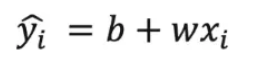 ŷᵢ = b + wxᵢ